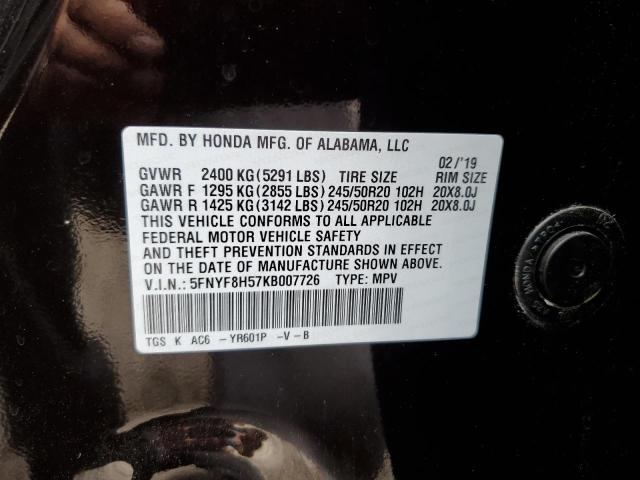 MFD. BY HONDA MFG. OF ALABAMA, LLC
02/'19
GVWR 2400 KG(5291 LBS) TIRE SIZE RIM SIZE
GAWR F 1295 KG(2855 LBS) 245/50R20 102H 20X8.0J
GAWR R 1425 KG(3142 LBS) 245/50R20 102H 20X8.0J
THIS VEHICLE CONFORMS TO ALL APPLICABLE
FEDERAL MOTOR VEHICLE SAFETY
AND THEFT PREVENTION STANDARDS IN EFFECT
ON THE DATE OF MANUFACTURE SHOWN ABOVE.
V.I.N.: 5FNYF8H57KB007726 TYPE: MPV
TGS K AC6 -YR601P -V-B
HONDA